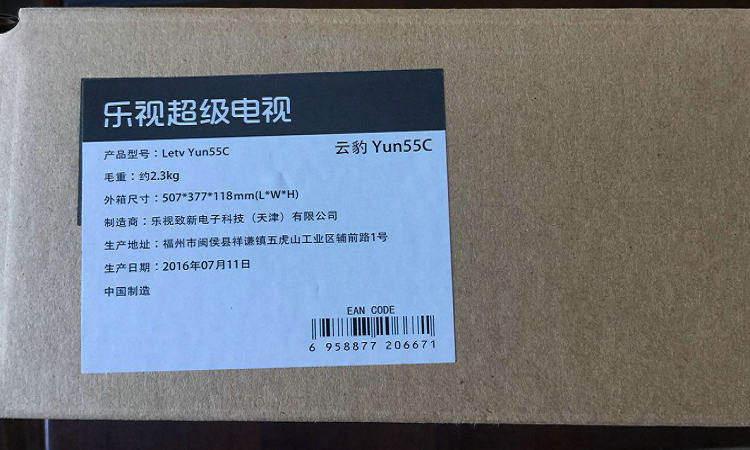 乐视超级电视
云豹 Yun55C
产品型号：Letv Yun55C
毛重：约2.3kg
外箱尺寸：507*377*118mm(L*W*H)
制造商：乐视致新电子科技（天津）有限公司
生产地址：福州市闽侯县祥谦镇五虎山工业区辅前路1号
生产日期：2016年07月11日
中国制造
EAN CODE
6 958877 206671